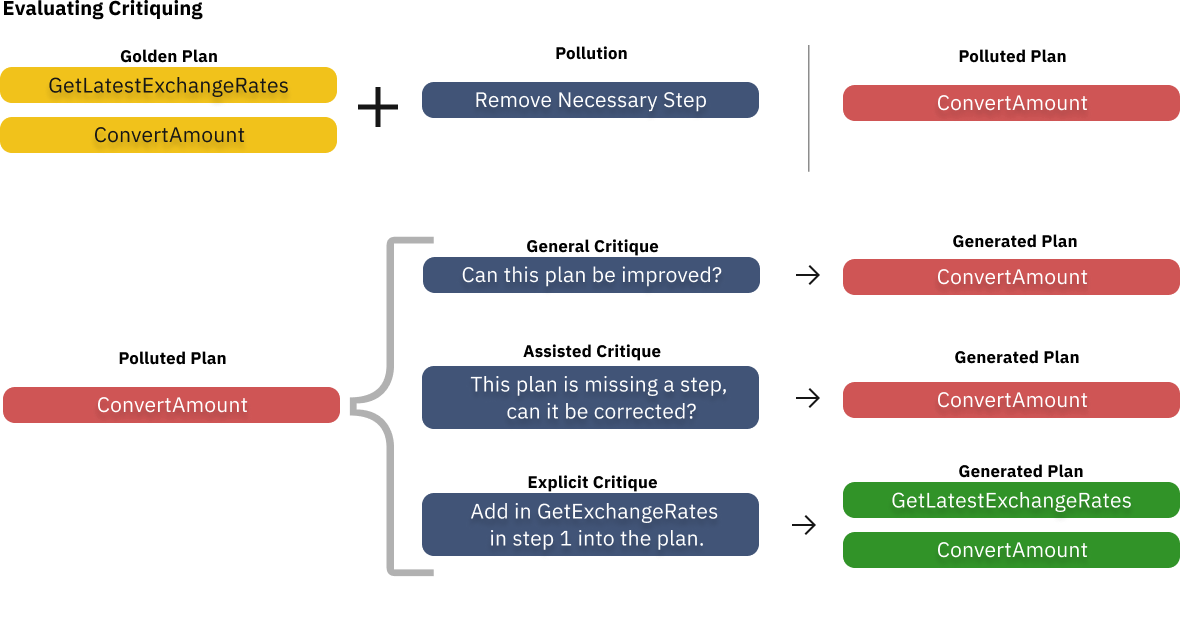 Evaluating Critiquing
Golden Plan
GetLatestExchangeRates
ConvertAmount
Pollution
Remove Necessary Step
Polluted Plan
ConvertAmount
Polluted Plan
ConvertAmount
General Critique
Can this plan be improved?
Generated Plan
ConvertAmount
Assisted Critique
This plan is missing a step,
can it be corrected?
Generated Plan
ConvertAmount
Explicit Critique
Add in GetExchangeRates
in step 1 into the plan.
Generated Plan
GetLatestExchangeRates
ConvertAmount